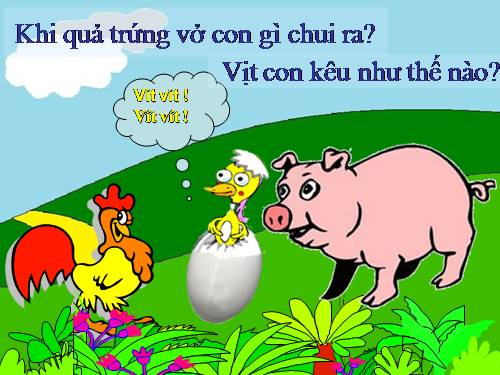 Khi quả trứng vở con gì chui ra?
Vịt con kêu như thế nào?
Vít vít !
Vít vít !